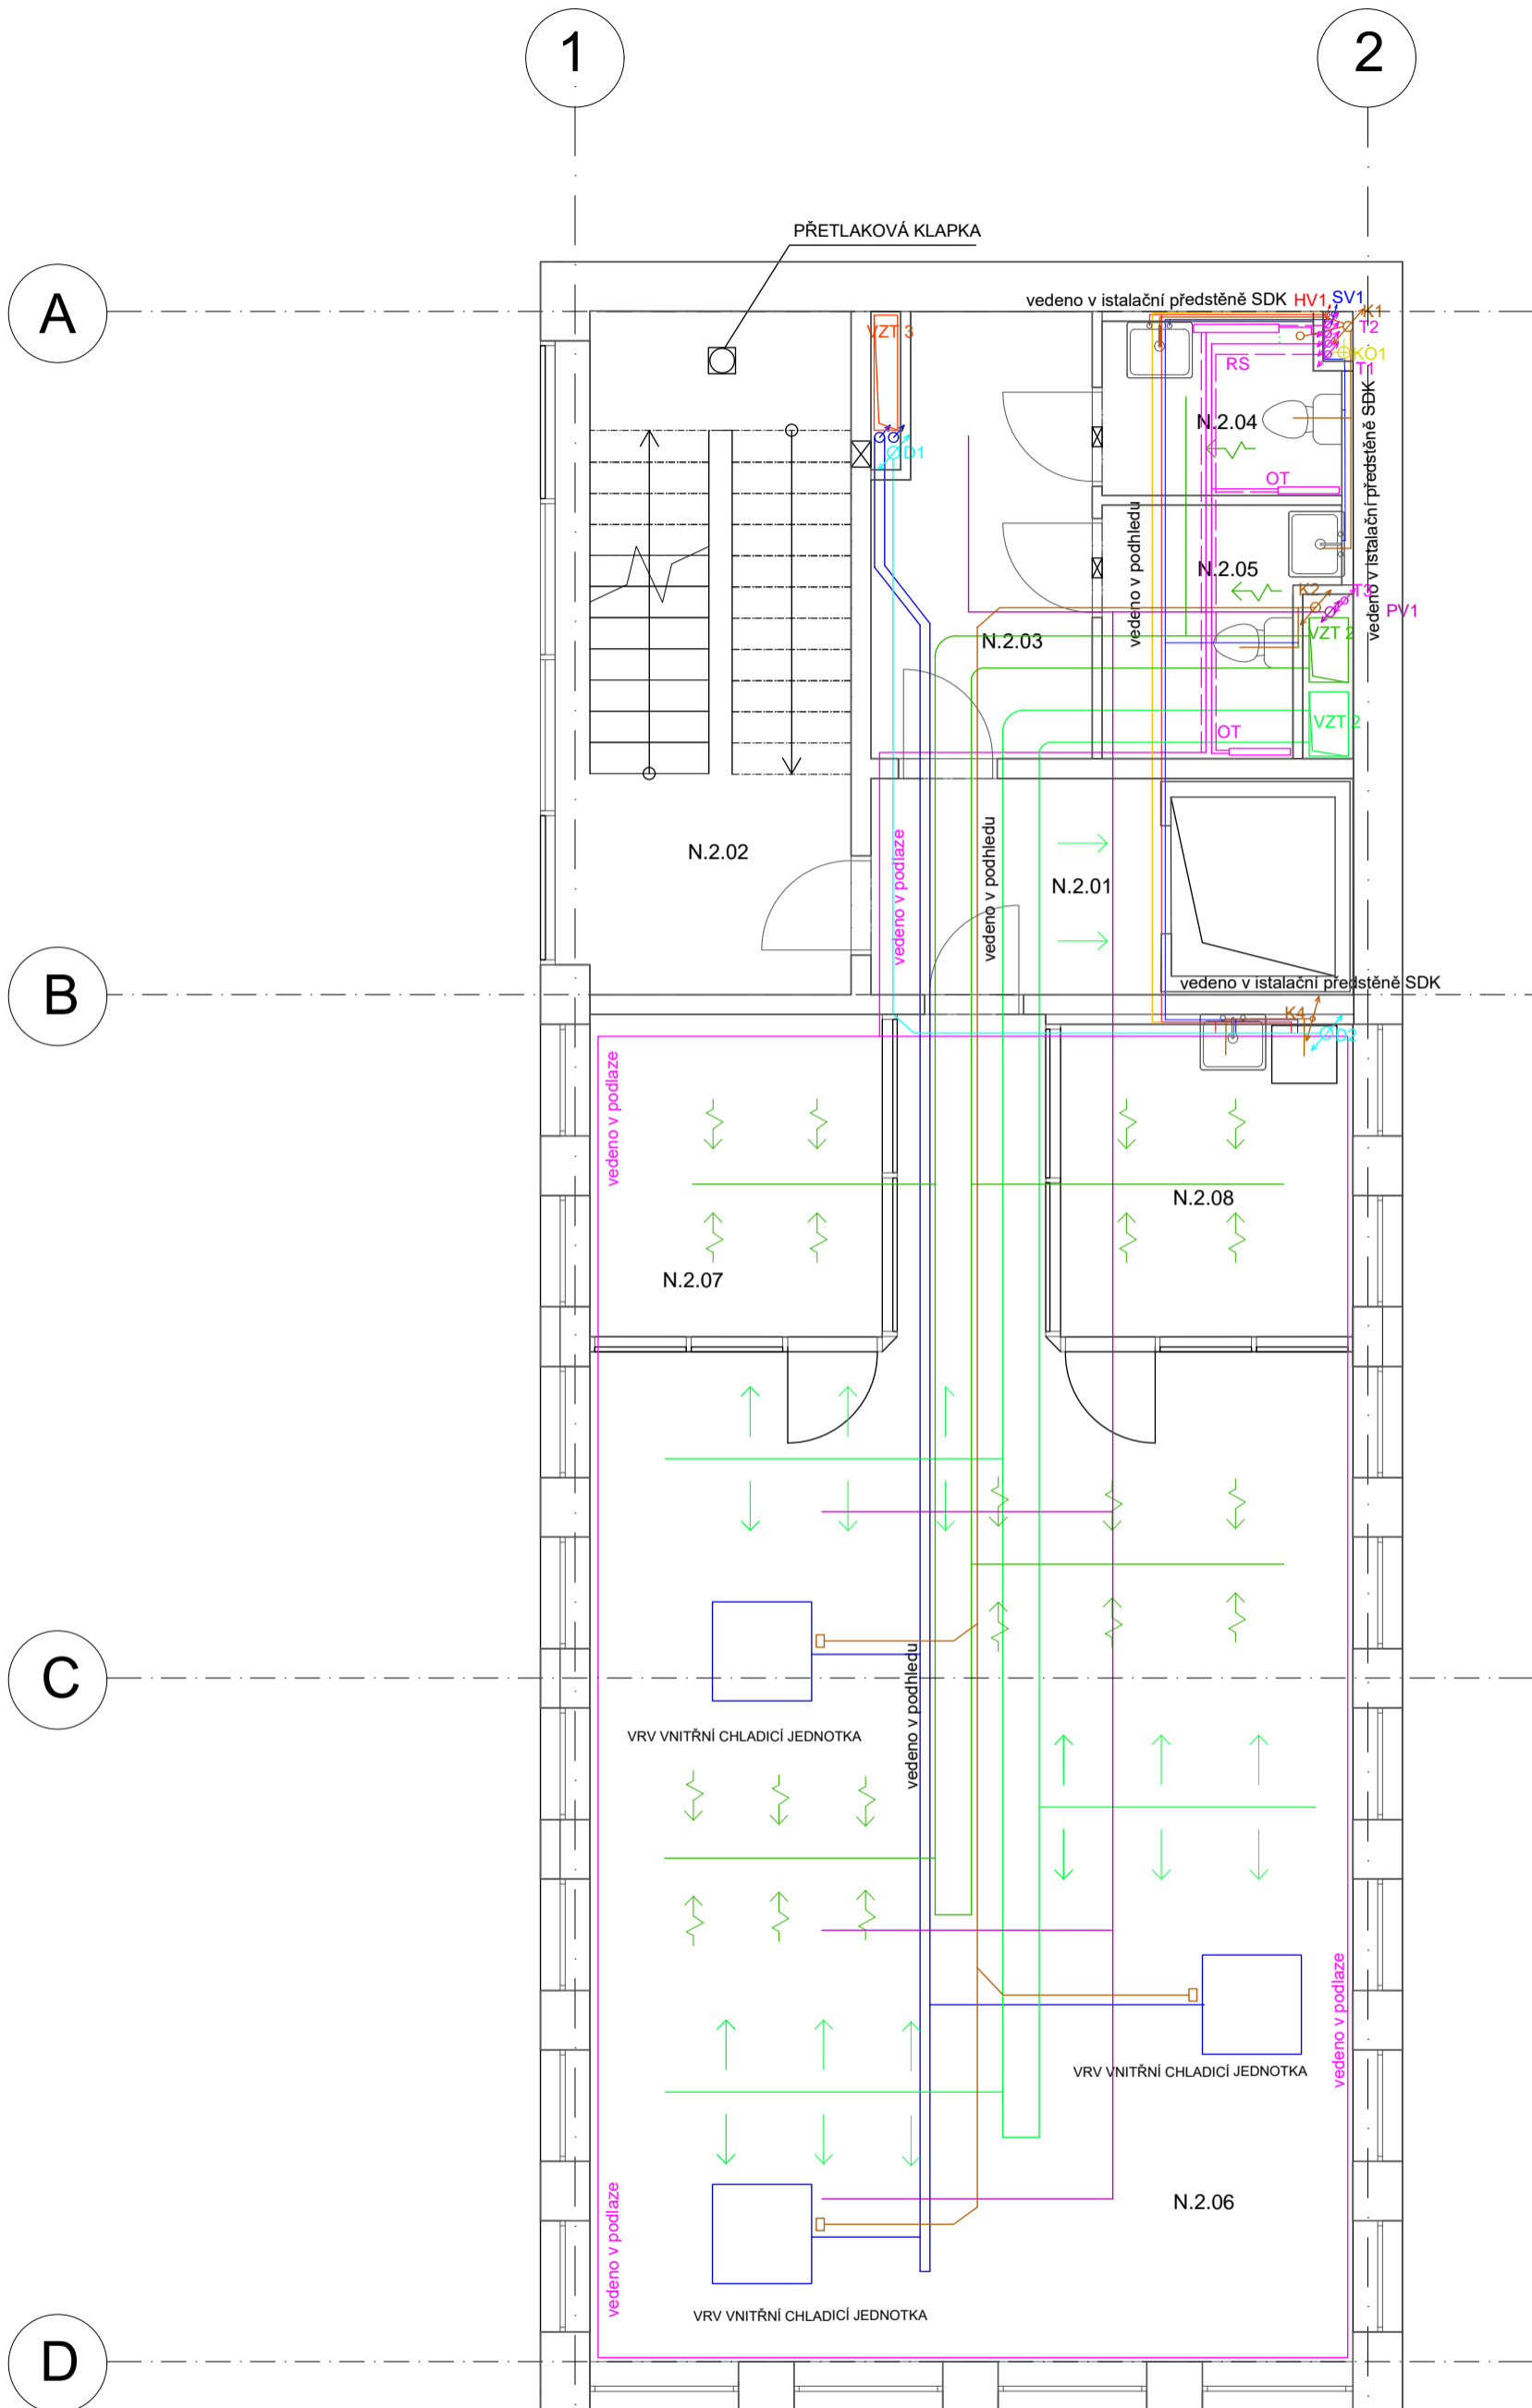 1
2
PŘETLAKOVÁ KLAPKA
A
vedeno v istalační předstěně SDK
HV1
SV1
K1
VZT 3
T2
KO1
RS
T1
N.2.04
D1
OT
vedeno v istalační předstěně SDK
vedeno v podhledu
N.2.05
K2
T3
PV1
N.2.03
VZT 2
VZT 2
OT
N.2.02
vedeno v podlaze
vedeno v podhledu
N.2.01
B
vedeno v istalační předstěně SDK
K4
D2
vedeno v podlaze
N.2.08
N.2.07
C
vedeno v podhledu
VRV VNITŘNÍ CHLADICÍ JEDNOTKA
vedeno v podlaze
VRV VNITŘNÍ CHLADICÍ JEDNOTKA
vedeno v podlaze
N.2.06
VRV VNITŘNÍ CHLADICÍ JEDNOTKA
D